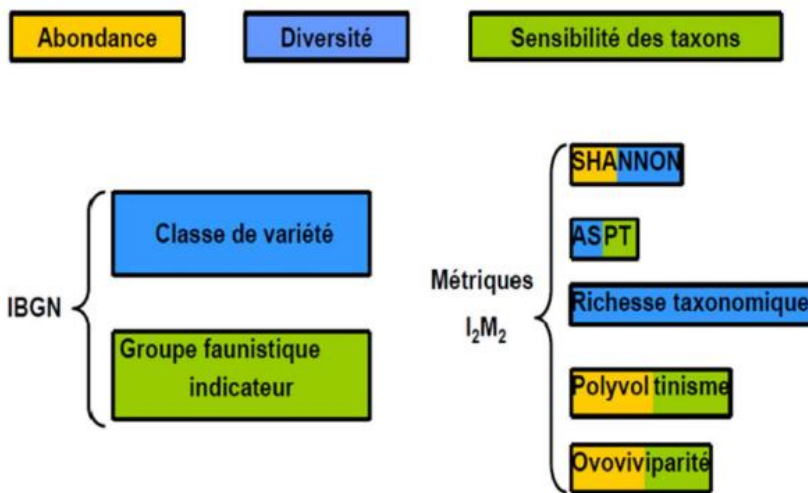 Abondance
Diversité
Sensibilité des taxons
IBGN
Classe de variété
Groupe faunistique
indicateur
Métriques
I₂M₂
SHANNON
ASPT
Richesse taxonomique
Polyvoltinisme
Ovoviviparité